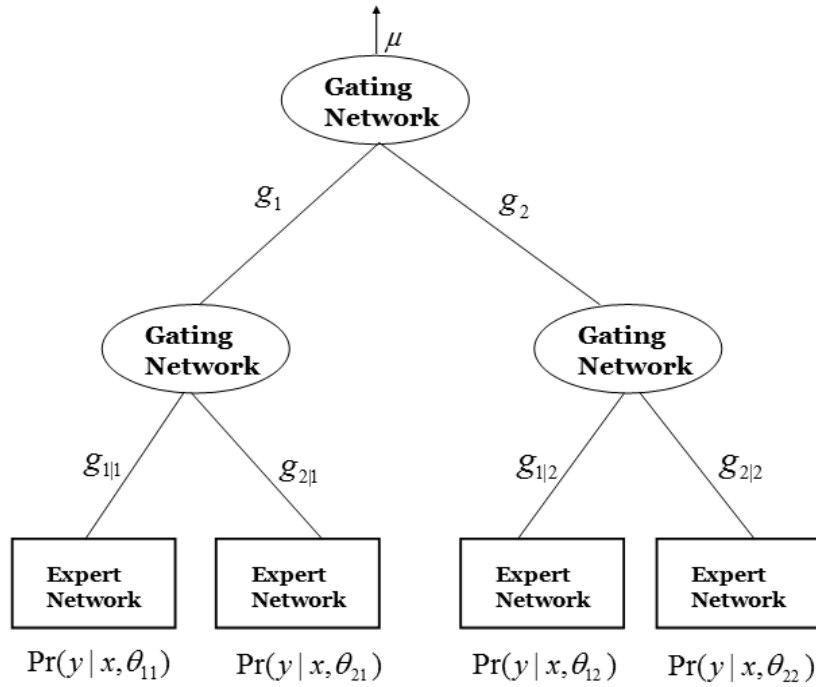 μ
Gating
Network
g₁
g₂
Gating
Network
Gating
Network
g₁|₁
g₂|₁
g₁|₂
g₂|₂
Expert
Network
Expert
Network
Expert
Network
Expert
Network
Pr(y | x, θ₁₁)
Pr(y | x, θ₂₁)
Pr(y | x, θ₁₂)
Pr(y | x, θ₂₂)